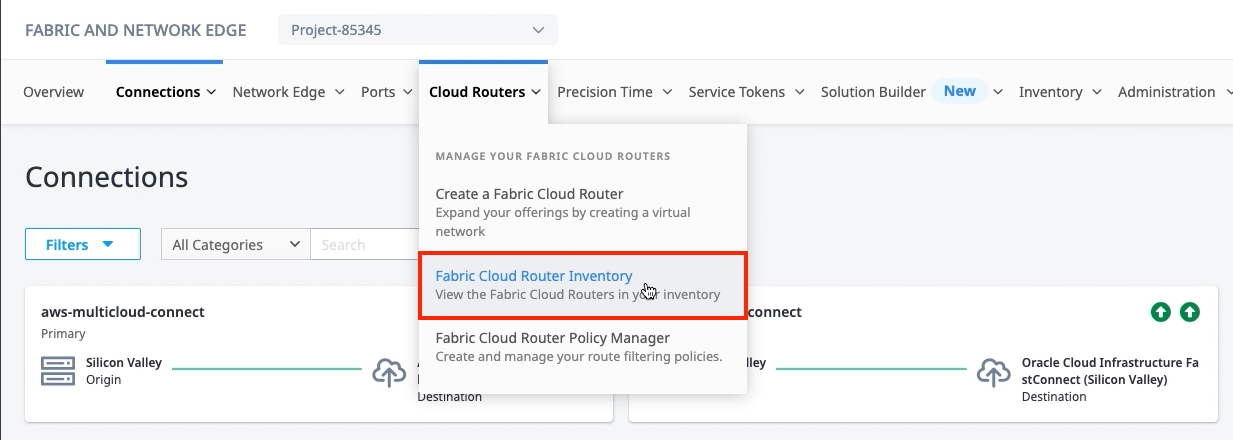 FABRIC AND NETWORK EDGE
Project-85345
Overview
Connections
Network Edge
Ports
Cloud Routers
Precision Time
Service Tokens
Solution Builder
New
Inventory
Administration
MANAGE YOUR FABRIC CLOUD ROUTERS
Create a Fabric Cloud Router
Expand your offerings by creating a virtual
network
Fabric Cloud Router Inventory
View the Fabric Cloud Routers in your inventory
Fabric Cloud Router Policy Manager
Create and manage your route filtering policies.
Connections
Filters
All Categories
Search
aws-multicloud-connect
Primary
Silicon Valley
Origin
Destination
connect
Oracle Cloud Infrastructure Fa
stConnect (Silicon Valley)
Destination